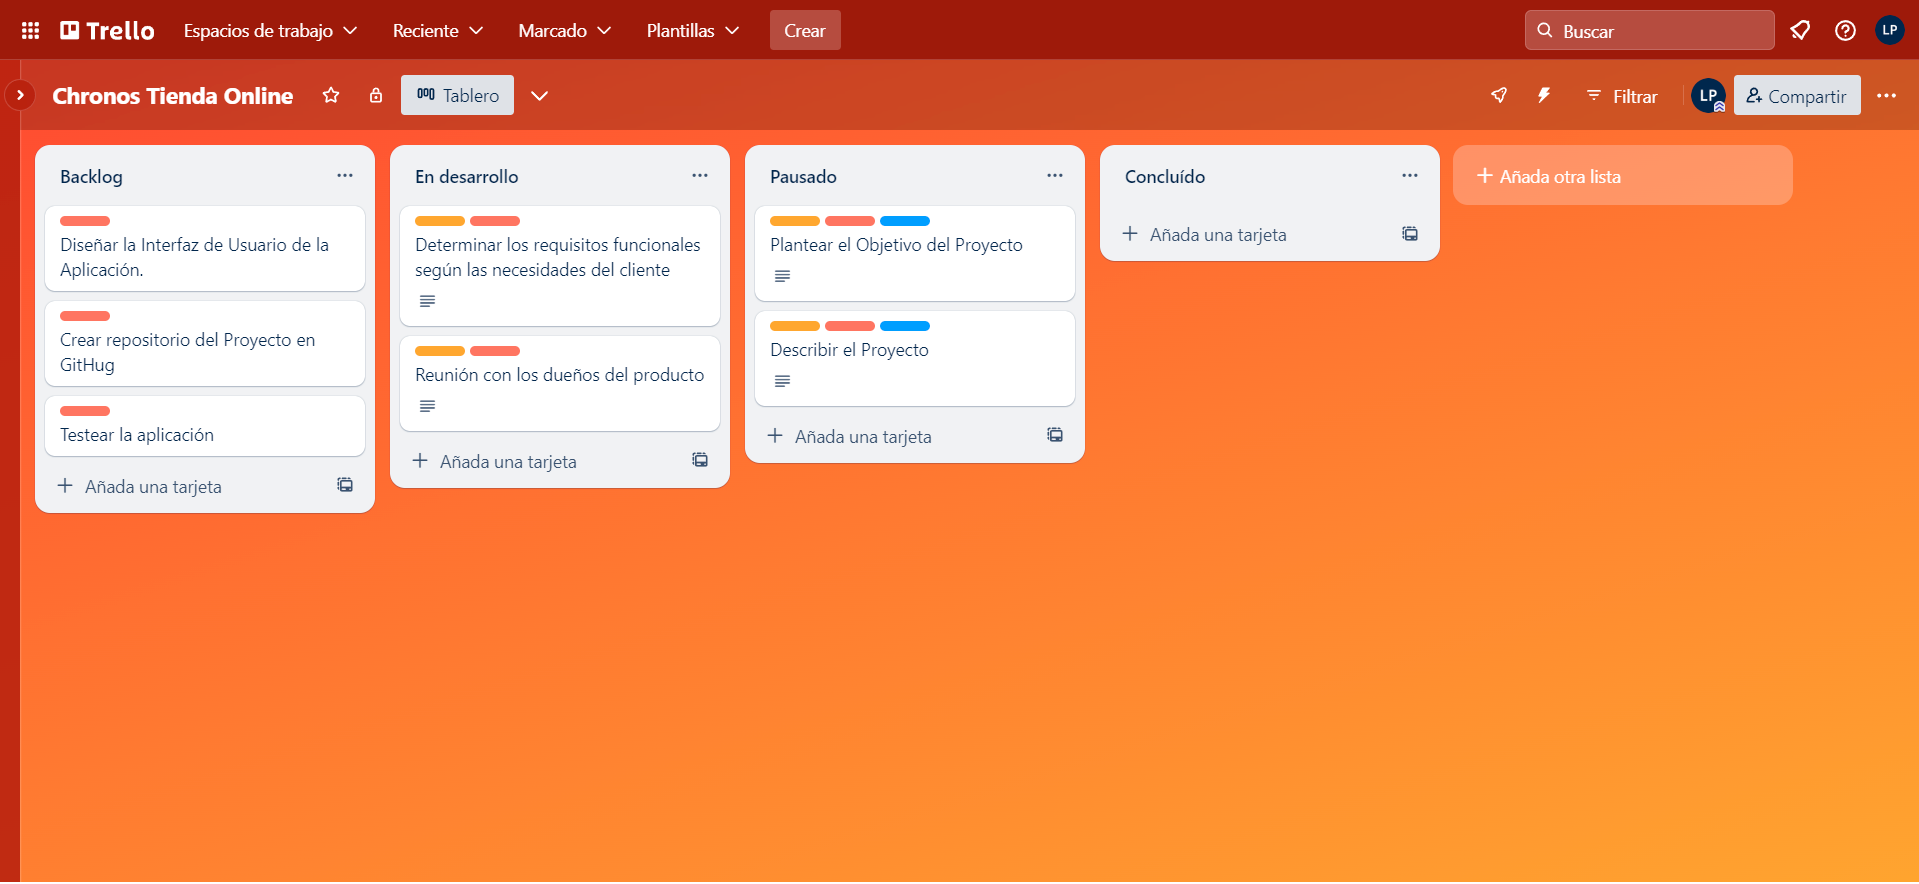 Trello
Espacios de trabajo
Reciente
Marcado
Plantillas
Crear
Buscar
LP
Chronos Tienda Online
Tablero
Filtrar
LP
Compartir
Backlog
Diseñar la Interfaz de Usuario de la
Aplicación.
Crear repositorio del Proyecto en
GitHug
Testear la aplicación
Añada una tarjeta
En desarrollo
Determinar los requisitos funcionales
según las necesidades del cliente
Reunión con los dueños del producto
Añada una tarjeta
Pausado
Plantear el Objetivo del Proyecto
Describir el Proyecto
Añada una tarjeta
Concluído
Añada una tarjeta
Añada otra lista